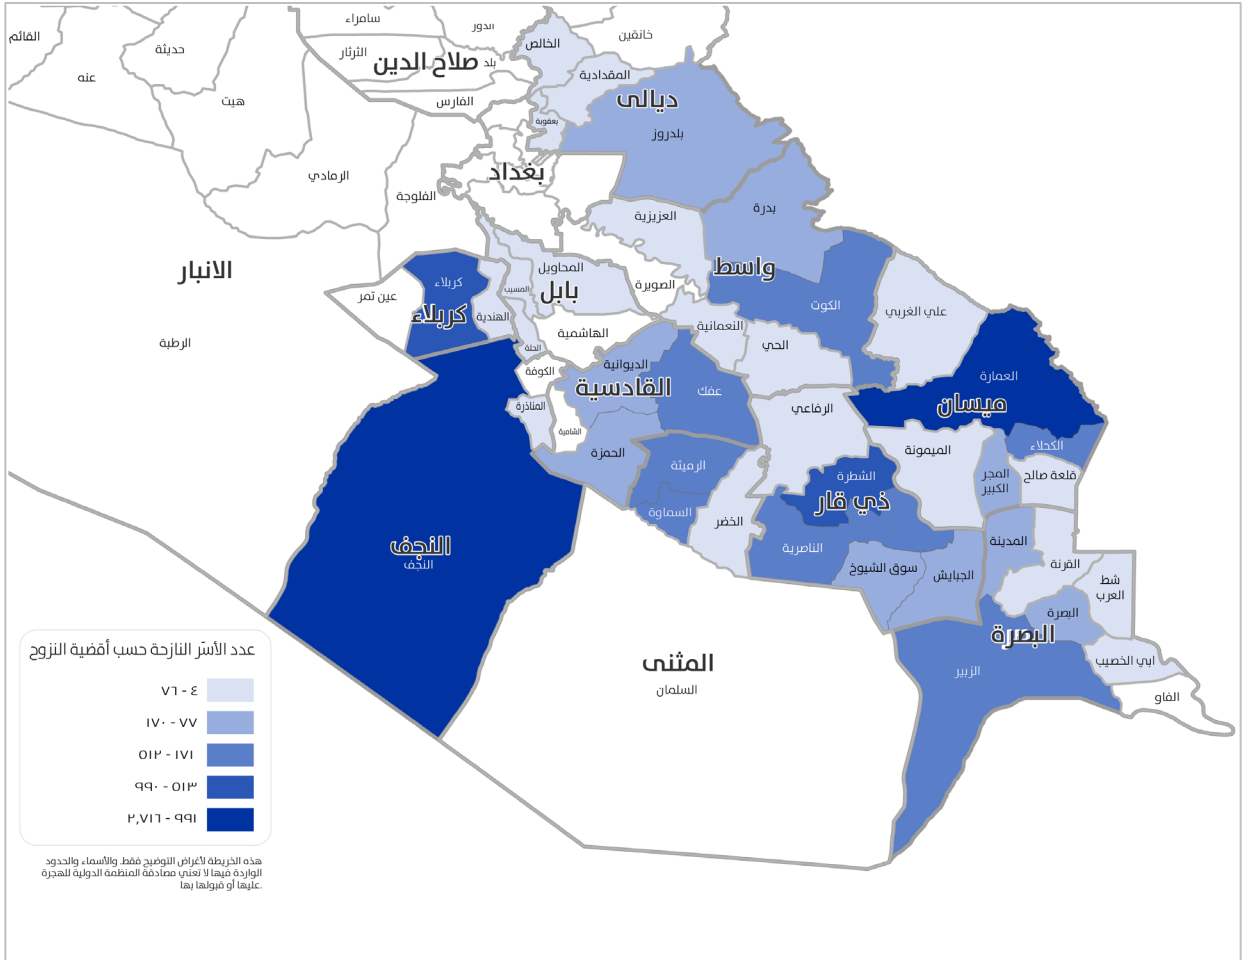 سامراء
الدور
خانقين
القائم
حديثة
الثرثار
صلاح الدين
بلد
الخالص
عنه
هيت
الفارس
المقدادية
ديالى
بعقوبة
بلدروز
بغداد
الرمادي
الفلوجة
العزيزية
بدرة
الانبار
واسط
كربلاء
عين تمر
كربلاء
الهندية
المسيب
المحاويل
بابل
الصويرة
الكوت
علي الغربي
الرطبة
الهاشمية
النعمانية
الحي
الحلة
الكوفة
الديوانية
القادسية
عفك
العمارة
ميسان
المناذرة
الشامية
الرفاعي
الحمزة
الرميثة
الميمونة
الكحلاء
المجر
الكبير
قلعة صالح
الشطرة
ذي قار
السماوة
الخضر
النجف
النجف
الناصرية
سوق الشيوخ
الجبايش
المدينة
القرنة
شط
العرب
البصرة
البصرة
ابي الخصيب
الزبير
الفاو
المثنى
السلمان
عدد الأسَر النازحة حسب أقضية النزوح
٤ - ٧٦
٧٧ - ١٧٠
١٧١ - ٥١٢
٥١٣ - ٩٩٠
٩٩١ - ٢,٧١٦
هذه الخريطة لأغراض التوضيح فقط. والأسماء والحدود
الواردة فيها لا تعني مصادقة المنظمة الدولية للهجرة
عليها أو قبولها بها.